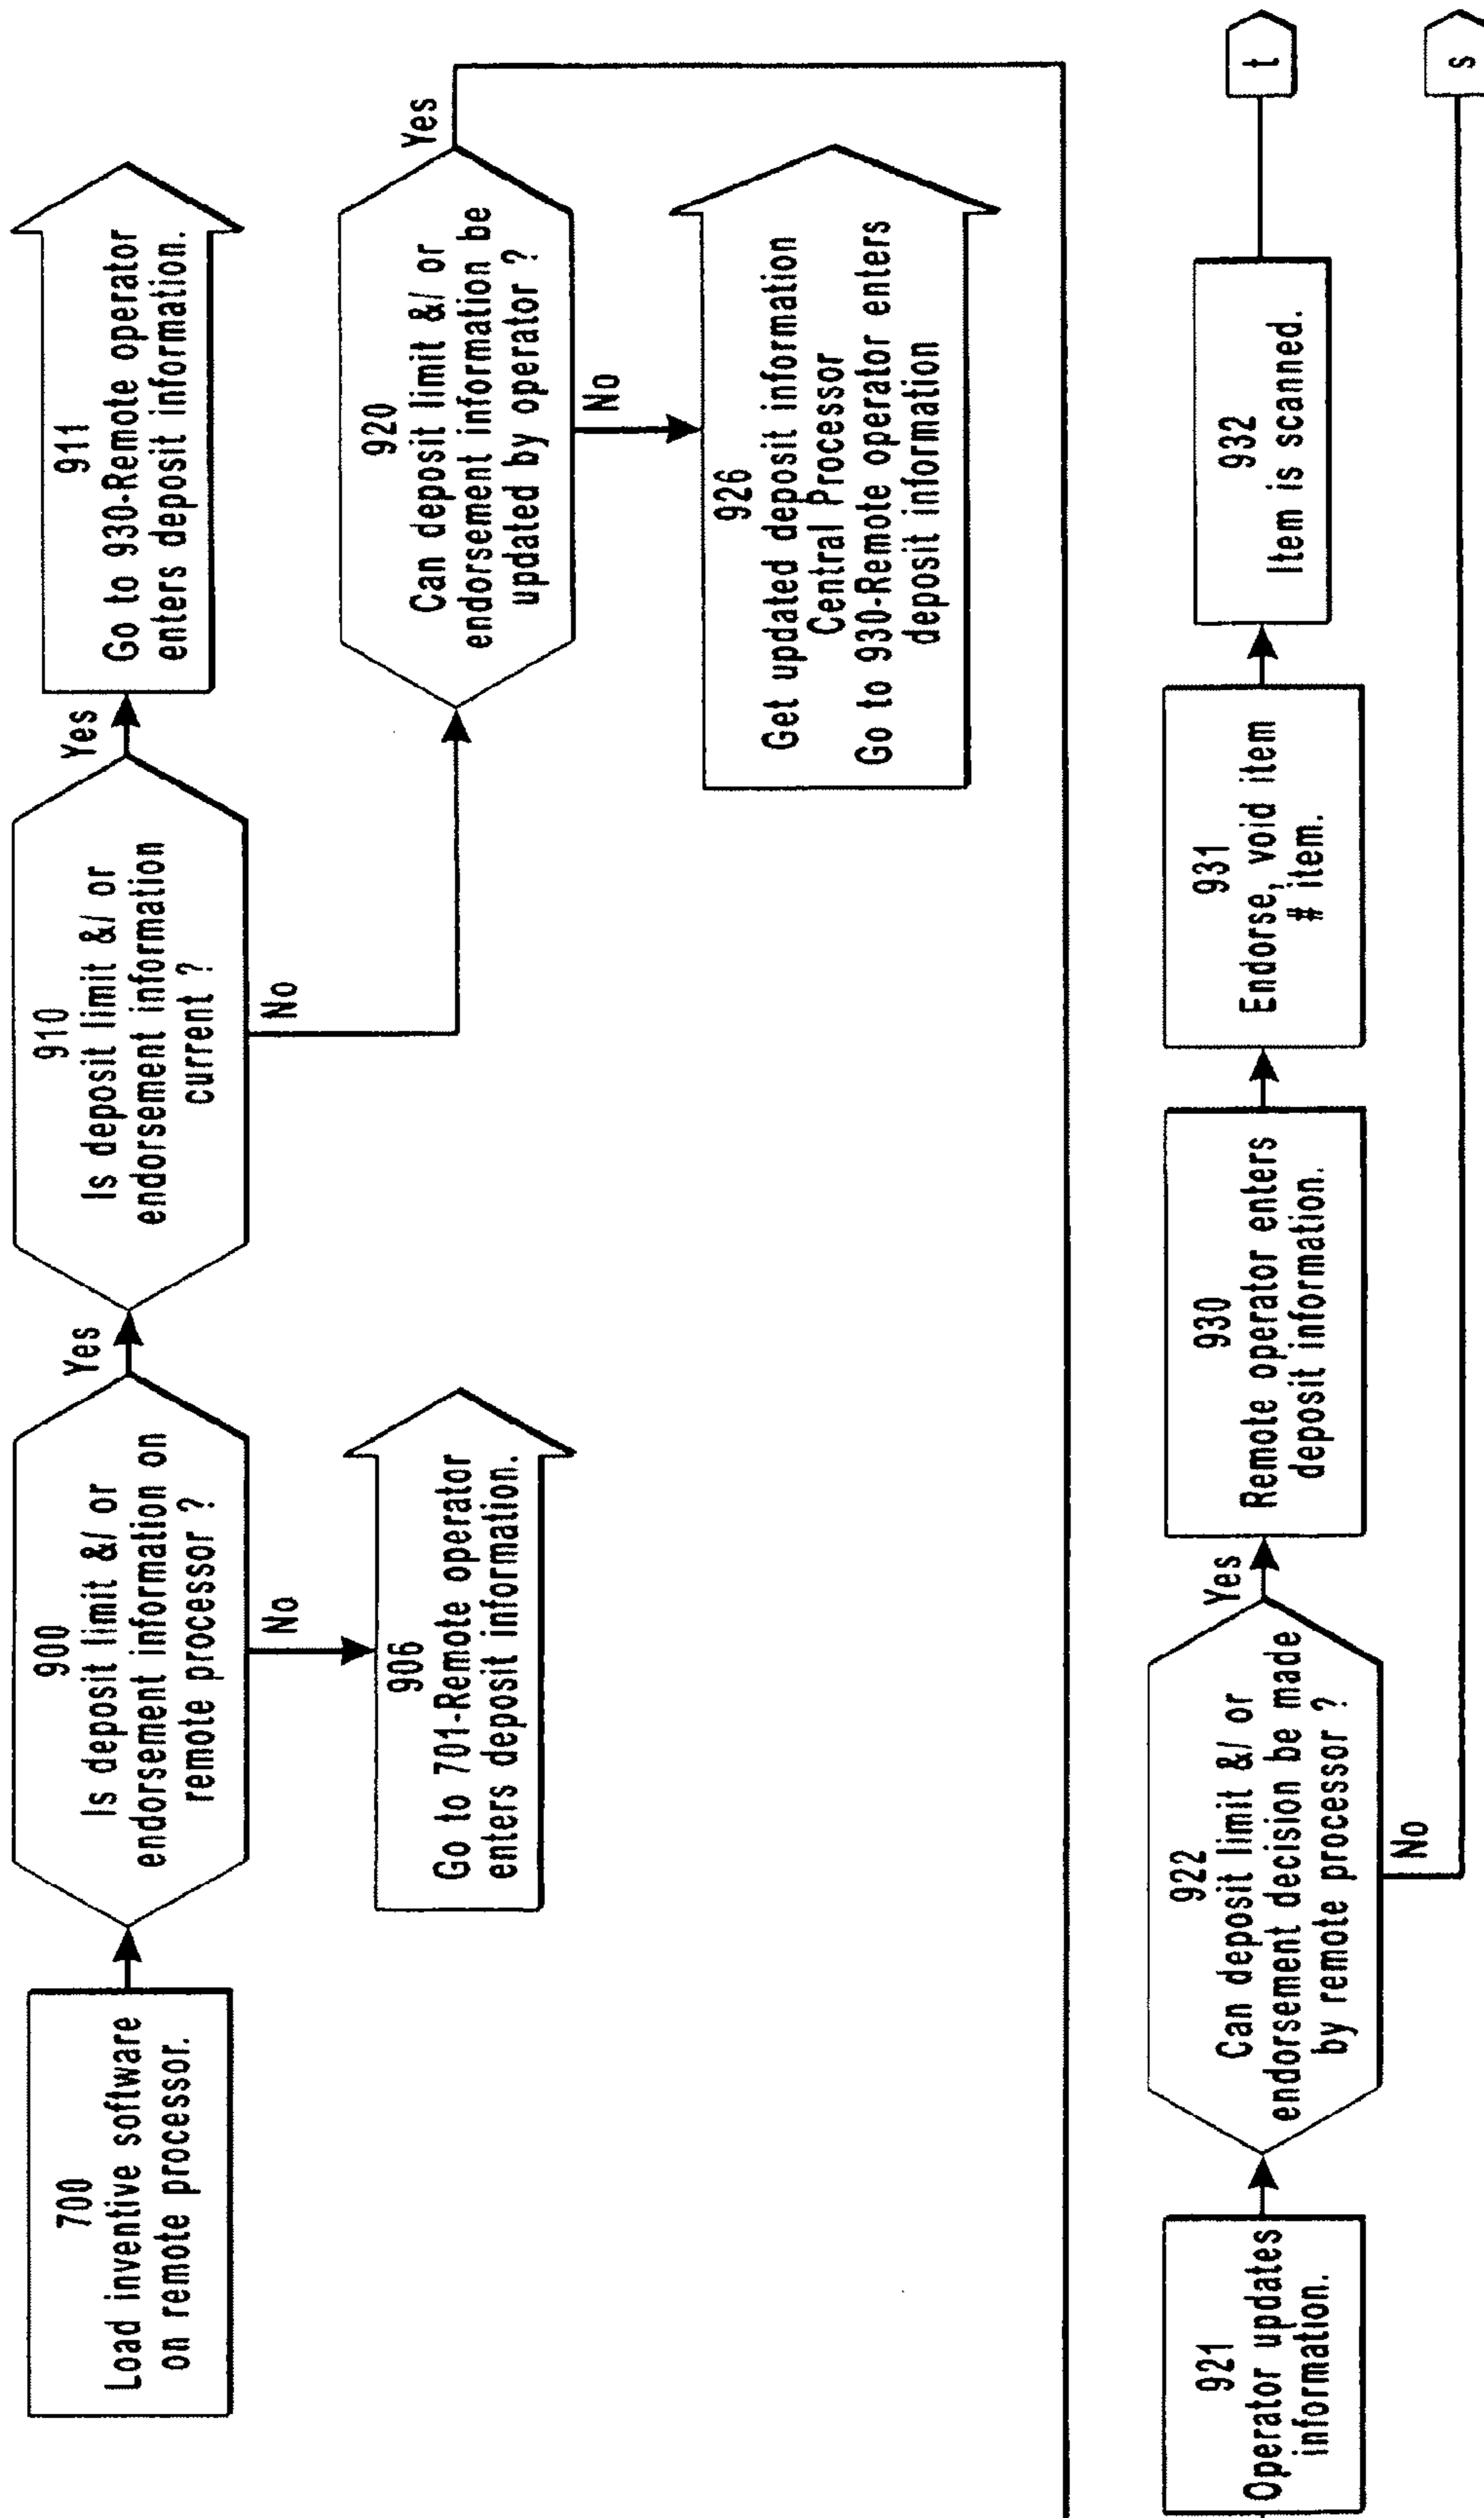 700
Load inventive software
on remote processor.
900
Is deposit limit &/ or
endorsement information on
remote processor ?
Yes
No
906
Go to 701-Remote operator
enters deposit information.
910
Is deposit limit &/ or
endorsement information
current ?
Yes
No
911
Go to 930-Remote operator
enters deposit information.
920
Can deposit limit &/ or
endorsement information be
updated by operator ?
Yes
No
926
Get updated deposit information
Central Processor
Go to 930-Remote operator enters
deposit information
921
Operator updates
information.
922
Can deposit limit &/ or
endorsement decision be made
by remote processor ?
Yes
No
930
Remote operator enters
deposit information.
931
Endorse, void item
# item.
932
Item is scanned.
t
s